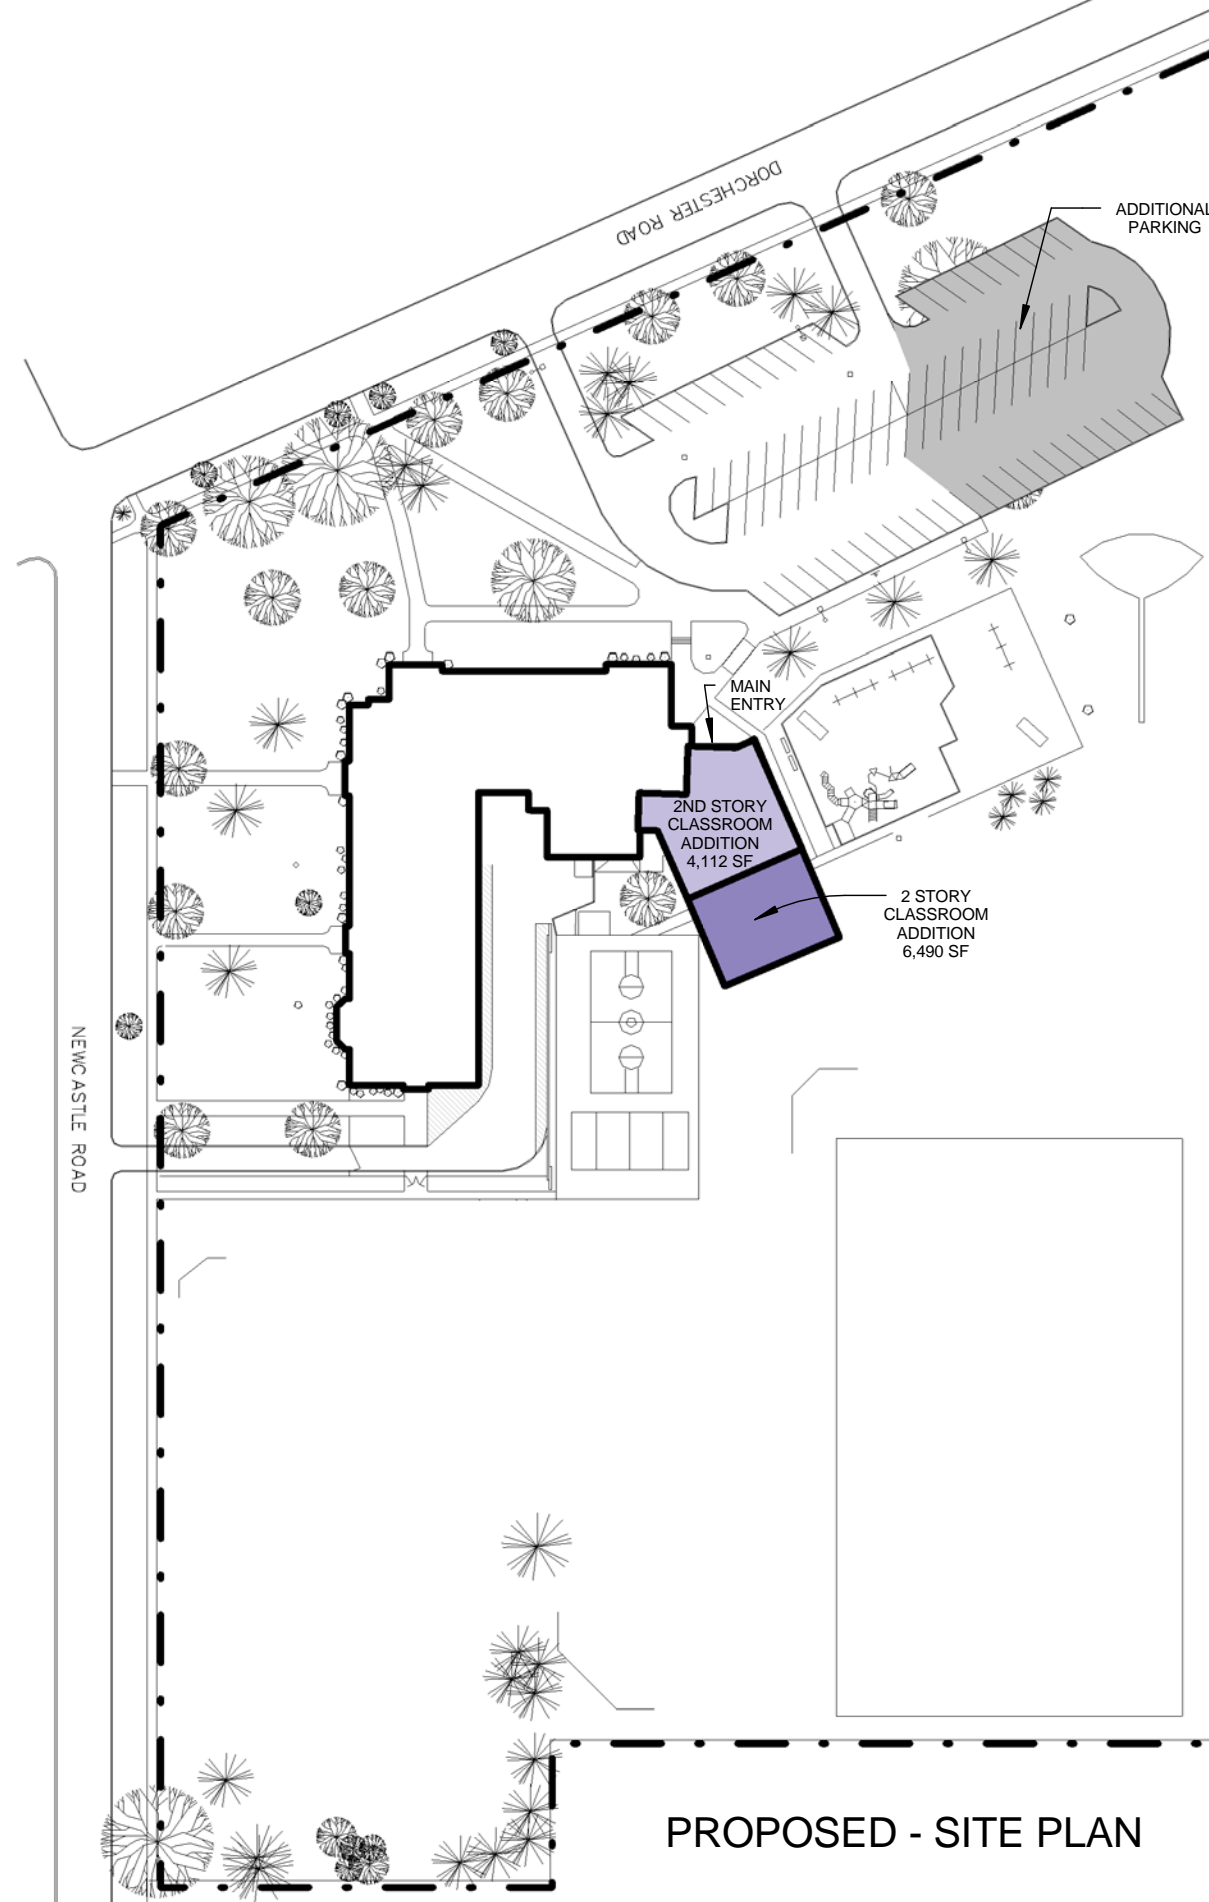 DORCHESTER ROAD
ADDITIONAL
PARKING
MAIN
ENTRY
2ND STORY
CLASSROOM
ADDITION
4,112 SF
2 STORY
CLASSROOM
ADDITION
6,490 SF
NEWCASTLE ROAD
PROPOSED - SITE PLAN